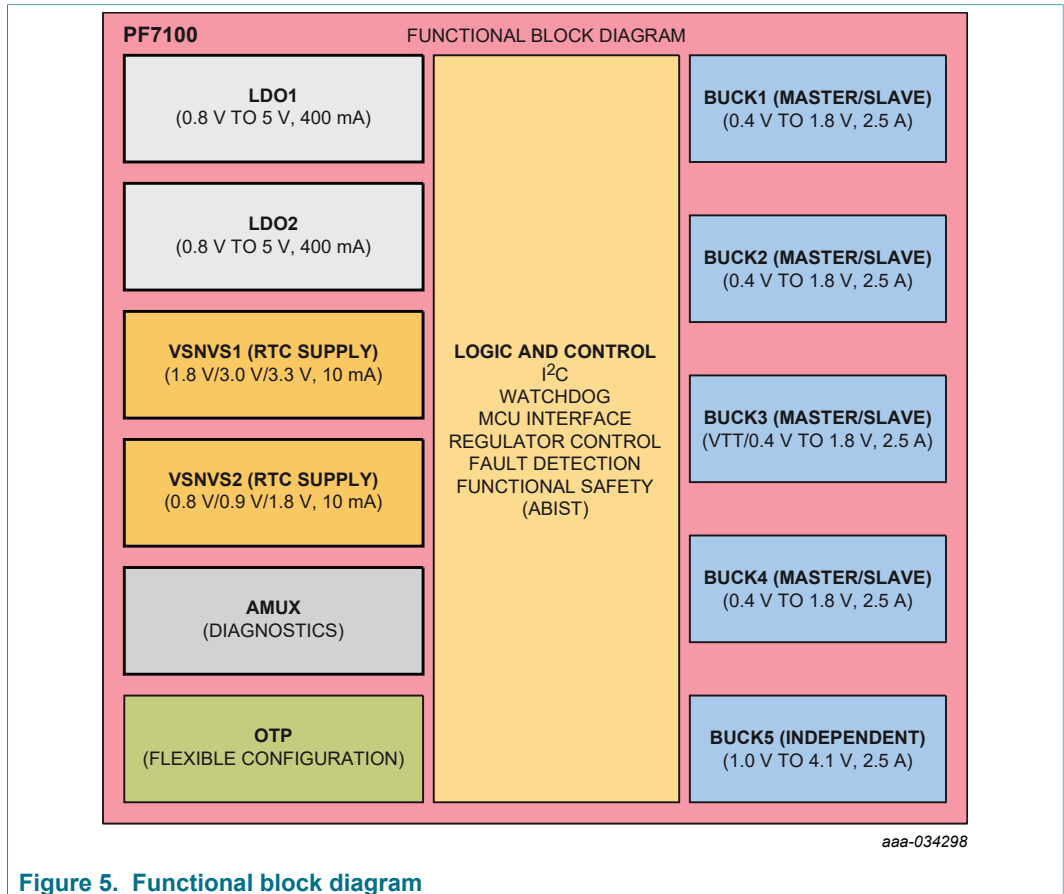 PF7100
FUNCTIONAL BLOCK DIAGRAM
LDO1
(0.8 V TO 5 V, 400 mA)
LDO2
(0.8 V TO 5 V, 400 mA)
VSNVS1 (RTC SUPPLY)
(1.8 V/3.0 V/3.3 V, 10 mA)
VSNVS2 (RTC SUPPLY)
(0.8 V/0.9 V/1.8 V, 10 mA)
AMUX
(DIAGNOSTICS)
OTP
(FLEXIBLE CONFIGURATION)
LOGIC AND CONTROL
I2C
WATCHDOG
MCU INTERFACE
REGULATOR CONTROL
FAULT DETECTION
FUNCTIONAL SAFETY
(ABIST)
BUCK1 (MASTER/SLAVE)
(0.4 V TO 1.8 V, 2.5 A)
BUCK2 (MASTER/SLAVE)
(0.4 V TO 1.8 V, 2.5 A)
BUCK3 (MASTER/SLAVE)
(VTT/0.4 V TO 1.8 V, 2.5 A)
BUCK4 (MASTER/SLAVE)
(0.4 V TO 1.8 V, 2.5 A)
BUCK5 (INDEPENDENT)
(1.0 V TO 4.1 V, 2.5 A)
aaa-034298
Figure 5. Functional block diagram